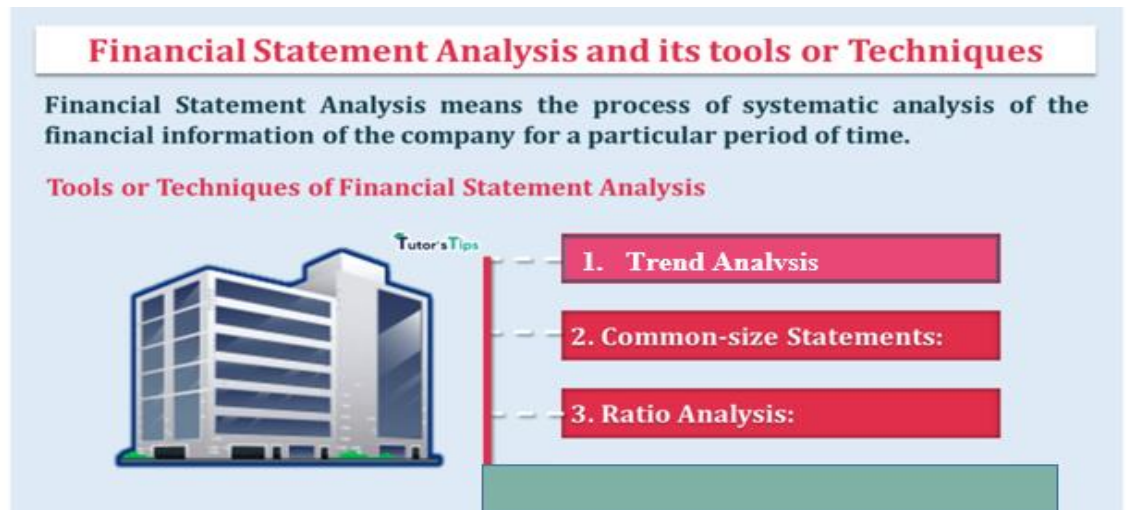 Financial Statement Analysis and its tools or Techniques
Financial Statement Analysis means the process of systematic analysis of the
financial information of the company for a particular period of time.
Tools or Techniques of Financial Statement Analysis
Tutor'sTips
1. Trend Analysis
2. Common-size Statements:
3. Ratio Analysis: